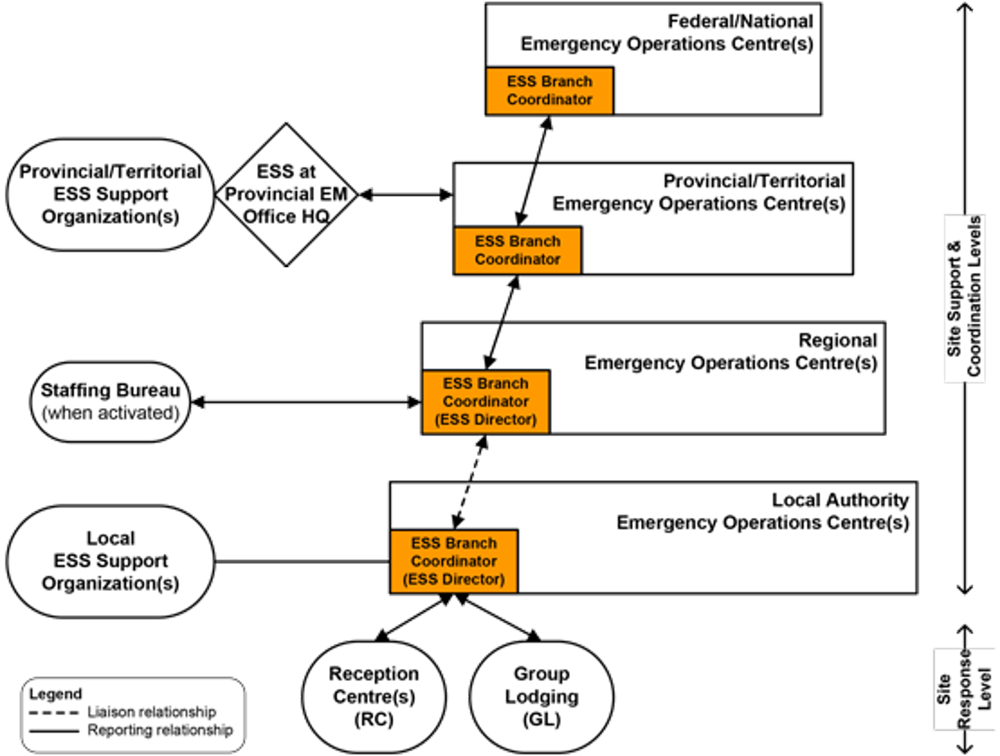 Federal/National
Emergency Operations Centre(s)
ESS Branch
Coordinator
Provincial/Territorial
ESS Support
Organization(s)
ESS at
Provincial EM
Office HQ
Provincial/Territorial
Emergency Operations Centre(s)
ESS Branch
Coordinator
Site Support &
Coordination Levels
Regional
Emergency Operations Centre(s)
ESS Branch
Coordinator
(ESS Director)
Staffing Bureau
(when activated)
Local Authority
Emergency Operations Centre(s)
ESS Branch
Coordinator
(ESS Director)
Local
ESS Support
Organization(s)
Reception
Centre(s)
(RC)
Group
Lodging
(GL)
Site
Response
Level
Legend
Liaison relationship
Reporting relationship